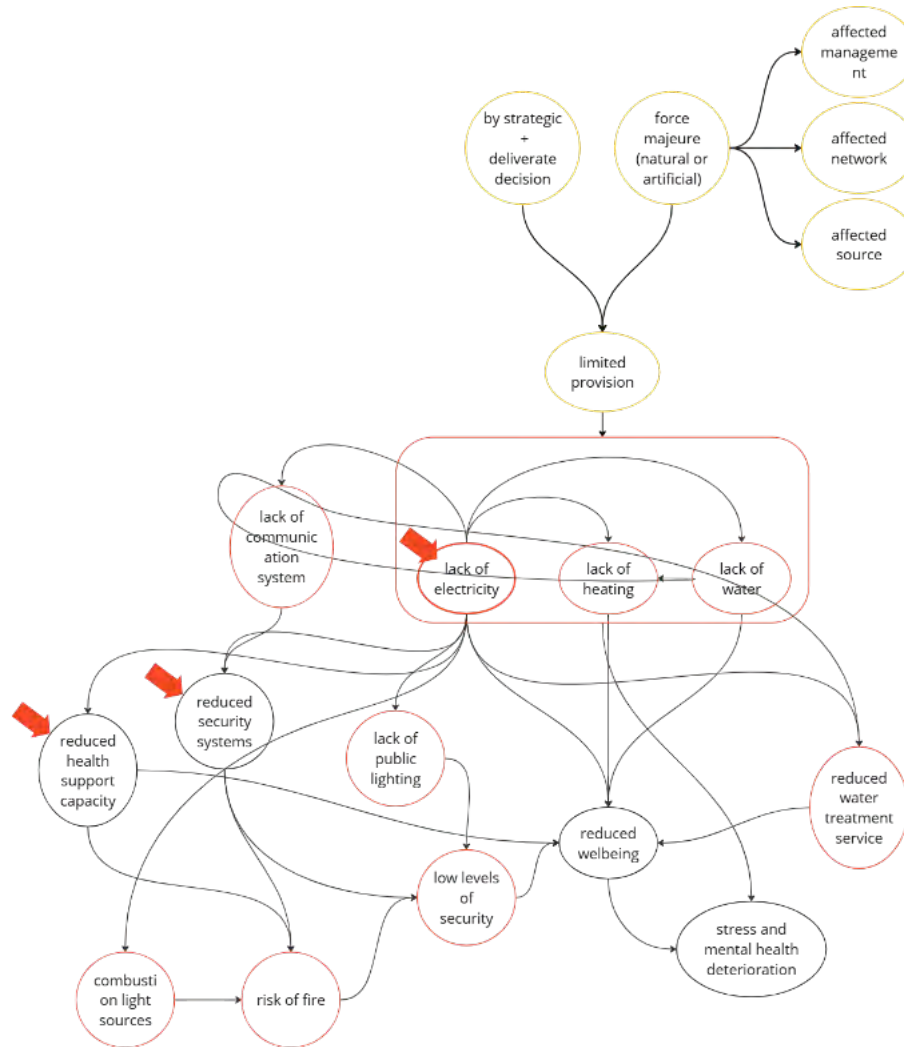 affected
manageme
nt
by strategic
+
deliverate
decision
force
majeure
(natural or
artificial)
affected
network
affected
source
limited
provision
lack of
communic
ation
system
lack of
electricity
lack of
heating
lack of
water
reduced
health
support
capacity
reduced
security
systems
lack of
public
lighting
reduced
welbeing
reduced
water
treatment
service
low levels
of
security
stress and
mental health
deterioration
combusti
on light
sources
risk of fire